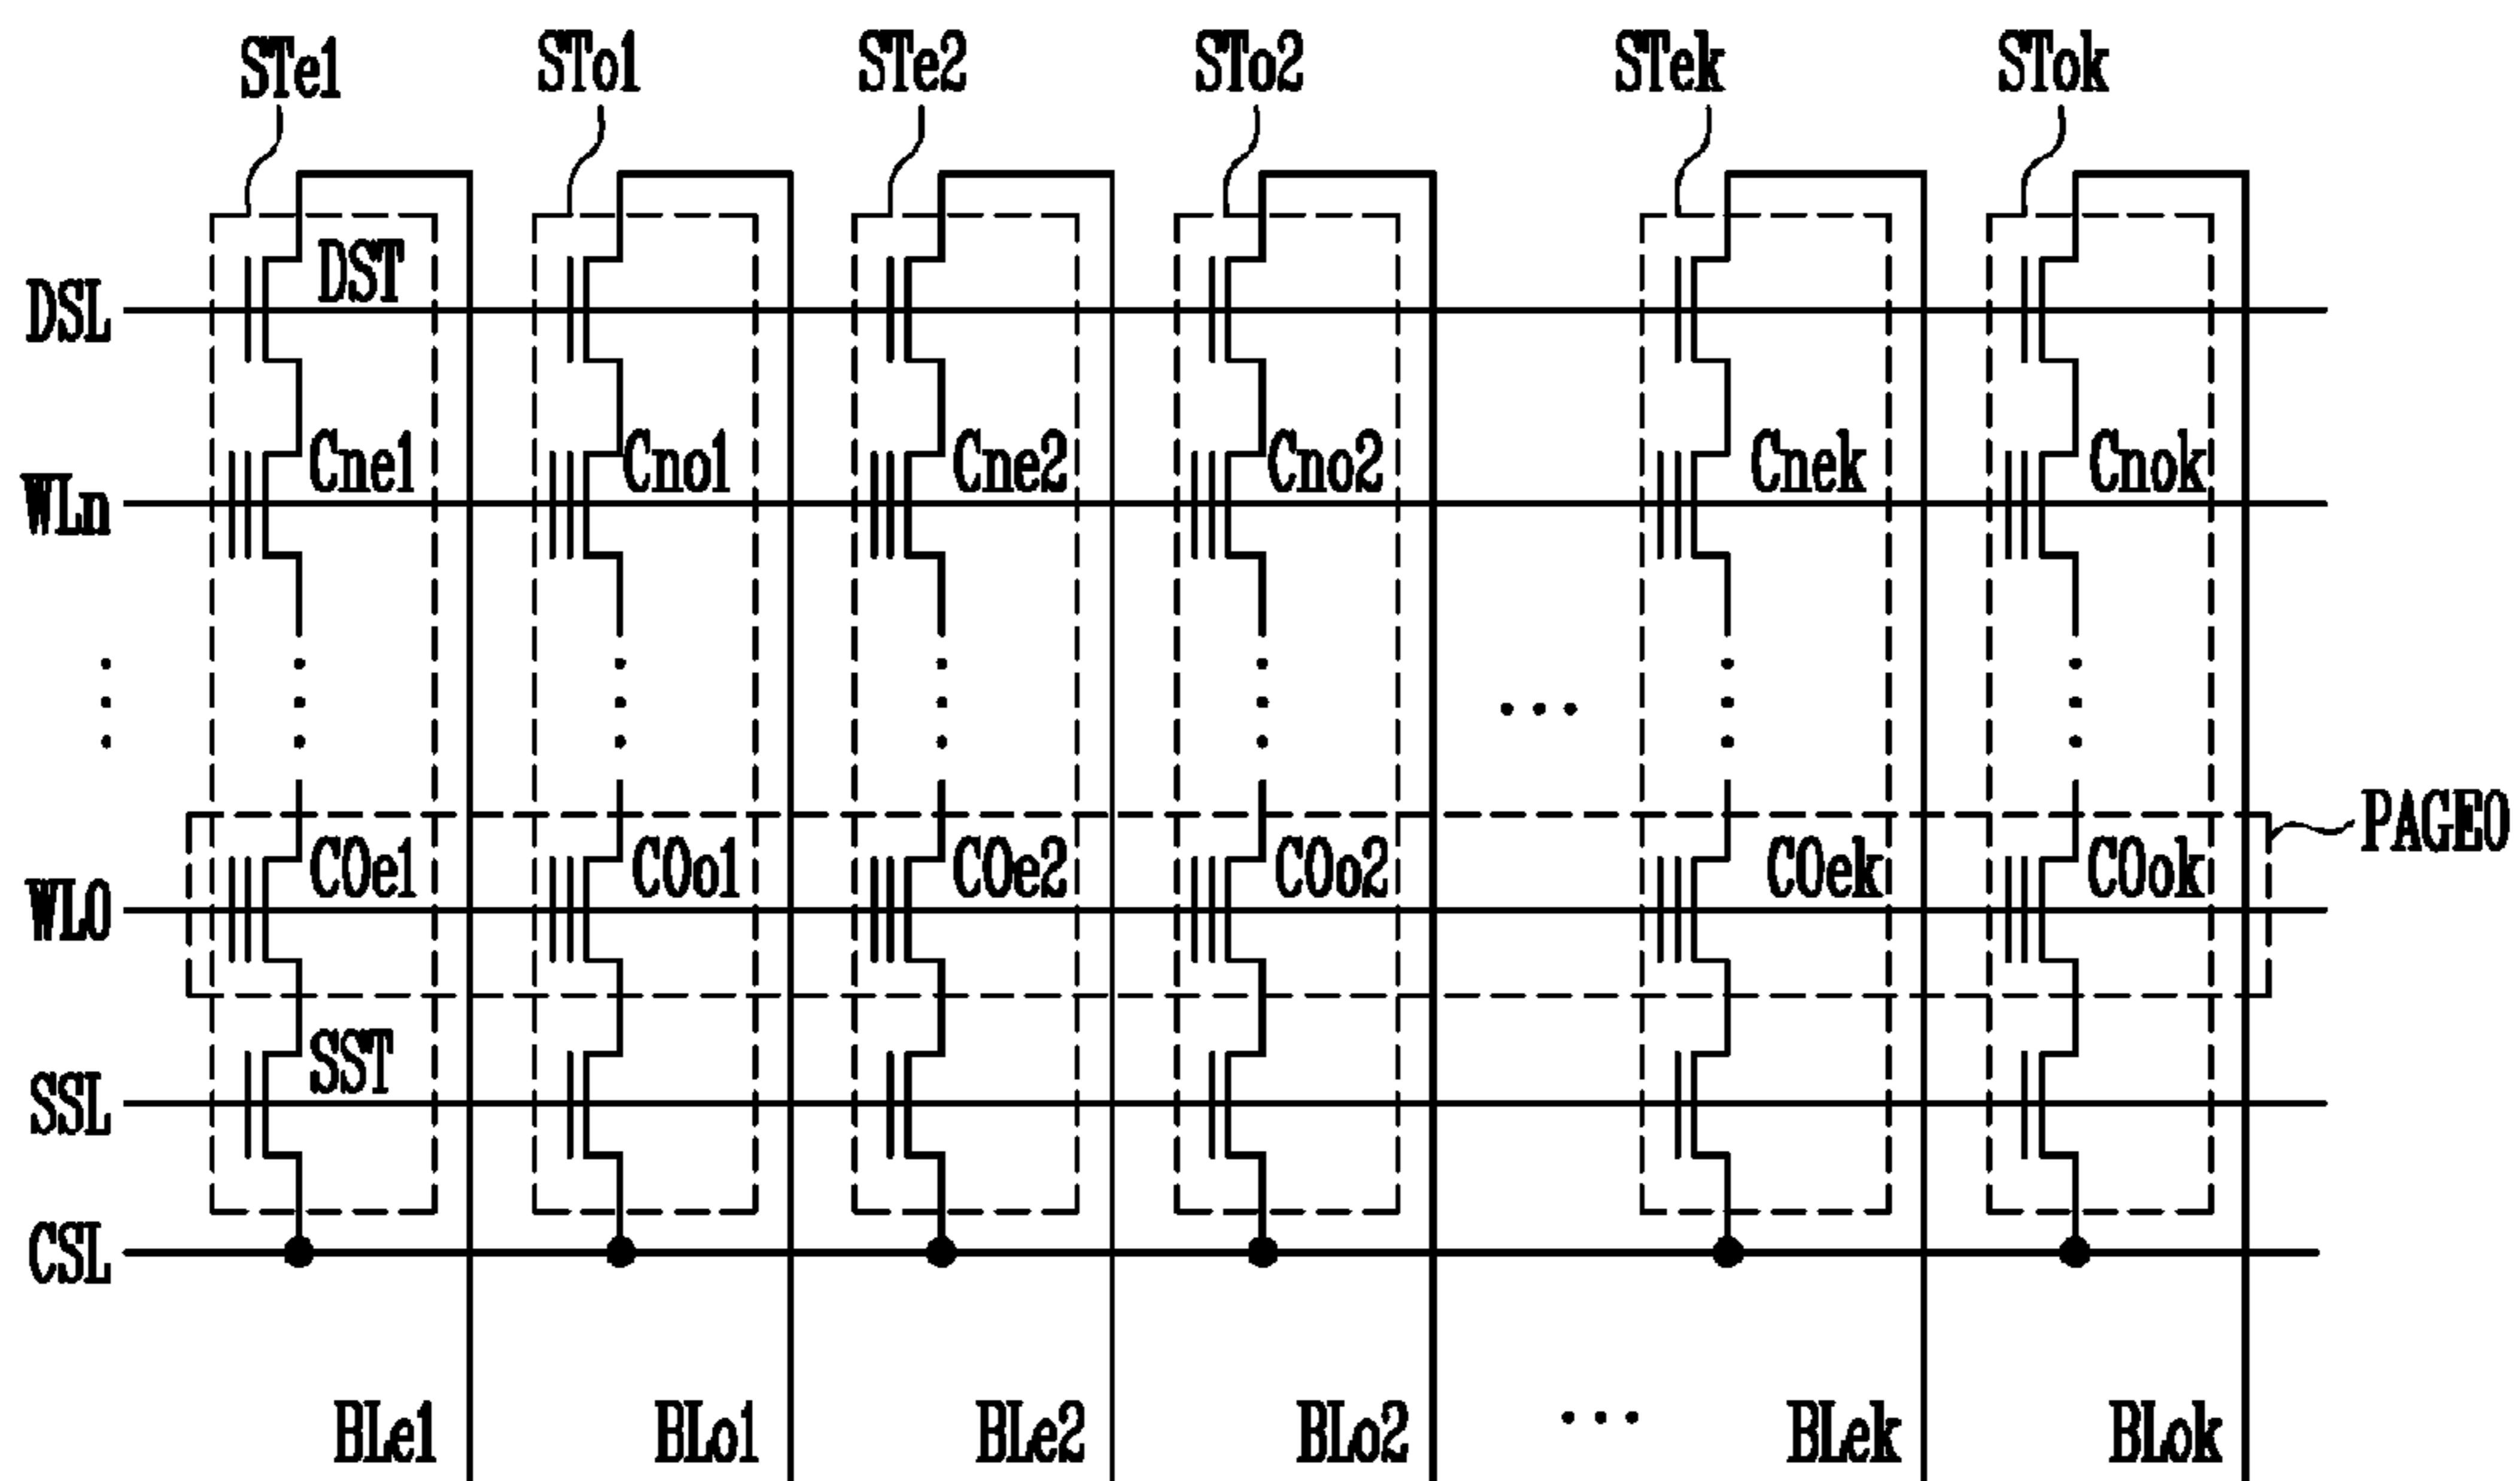 STe1 STo1 STe2 STo2 STek STok
DST
DSL
Cne1 Cno1 Cne2 Cno2 Cnek Cnok
WLn
PAGE0
C0e1 C0o1 C0e2 C0o2 C0ek C0ok
WL0
SST
SSL
CSL
BLe1 BLo1 BLe2 BLo2 BLek BLok